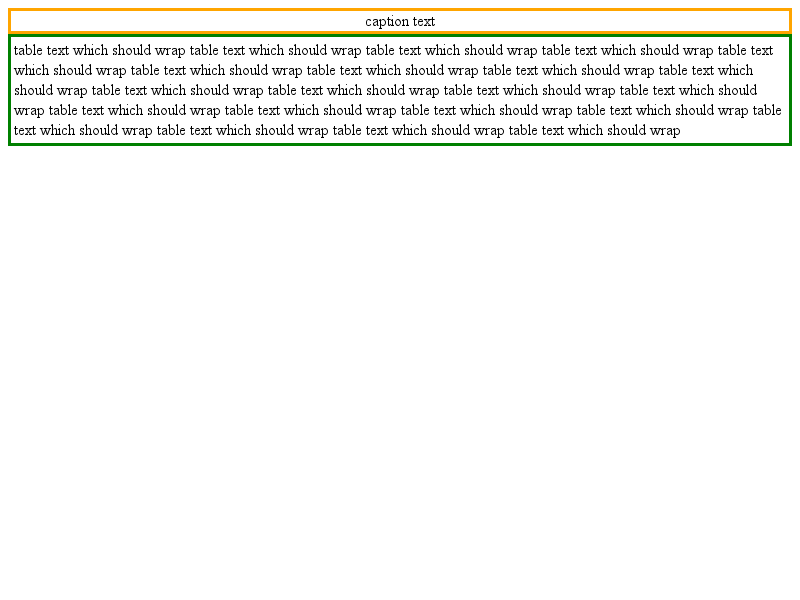 caption text
table text which should wrap table text which should wrap table text which should wrap table text which should wrap table text
which should wrap table text which should wrap table text which should wrap table text which should wrap table text which
should wrap table text which should wrap table text which should wrap table text which should wrap table text which should
wrap table text which should wrap table text which should wrap table text which should wrap table text which should wrap table
text which should wrap table text which should wrap table text which should wrap table text which should wrap